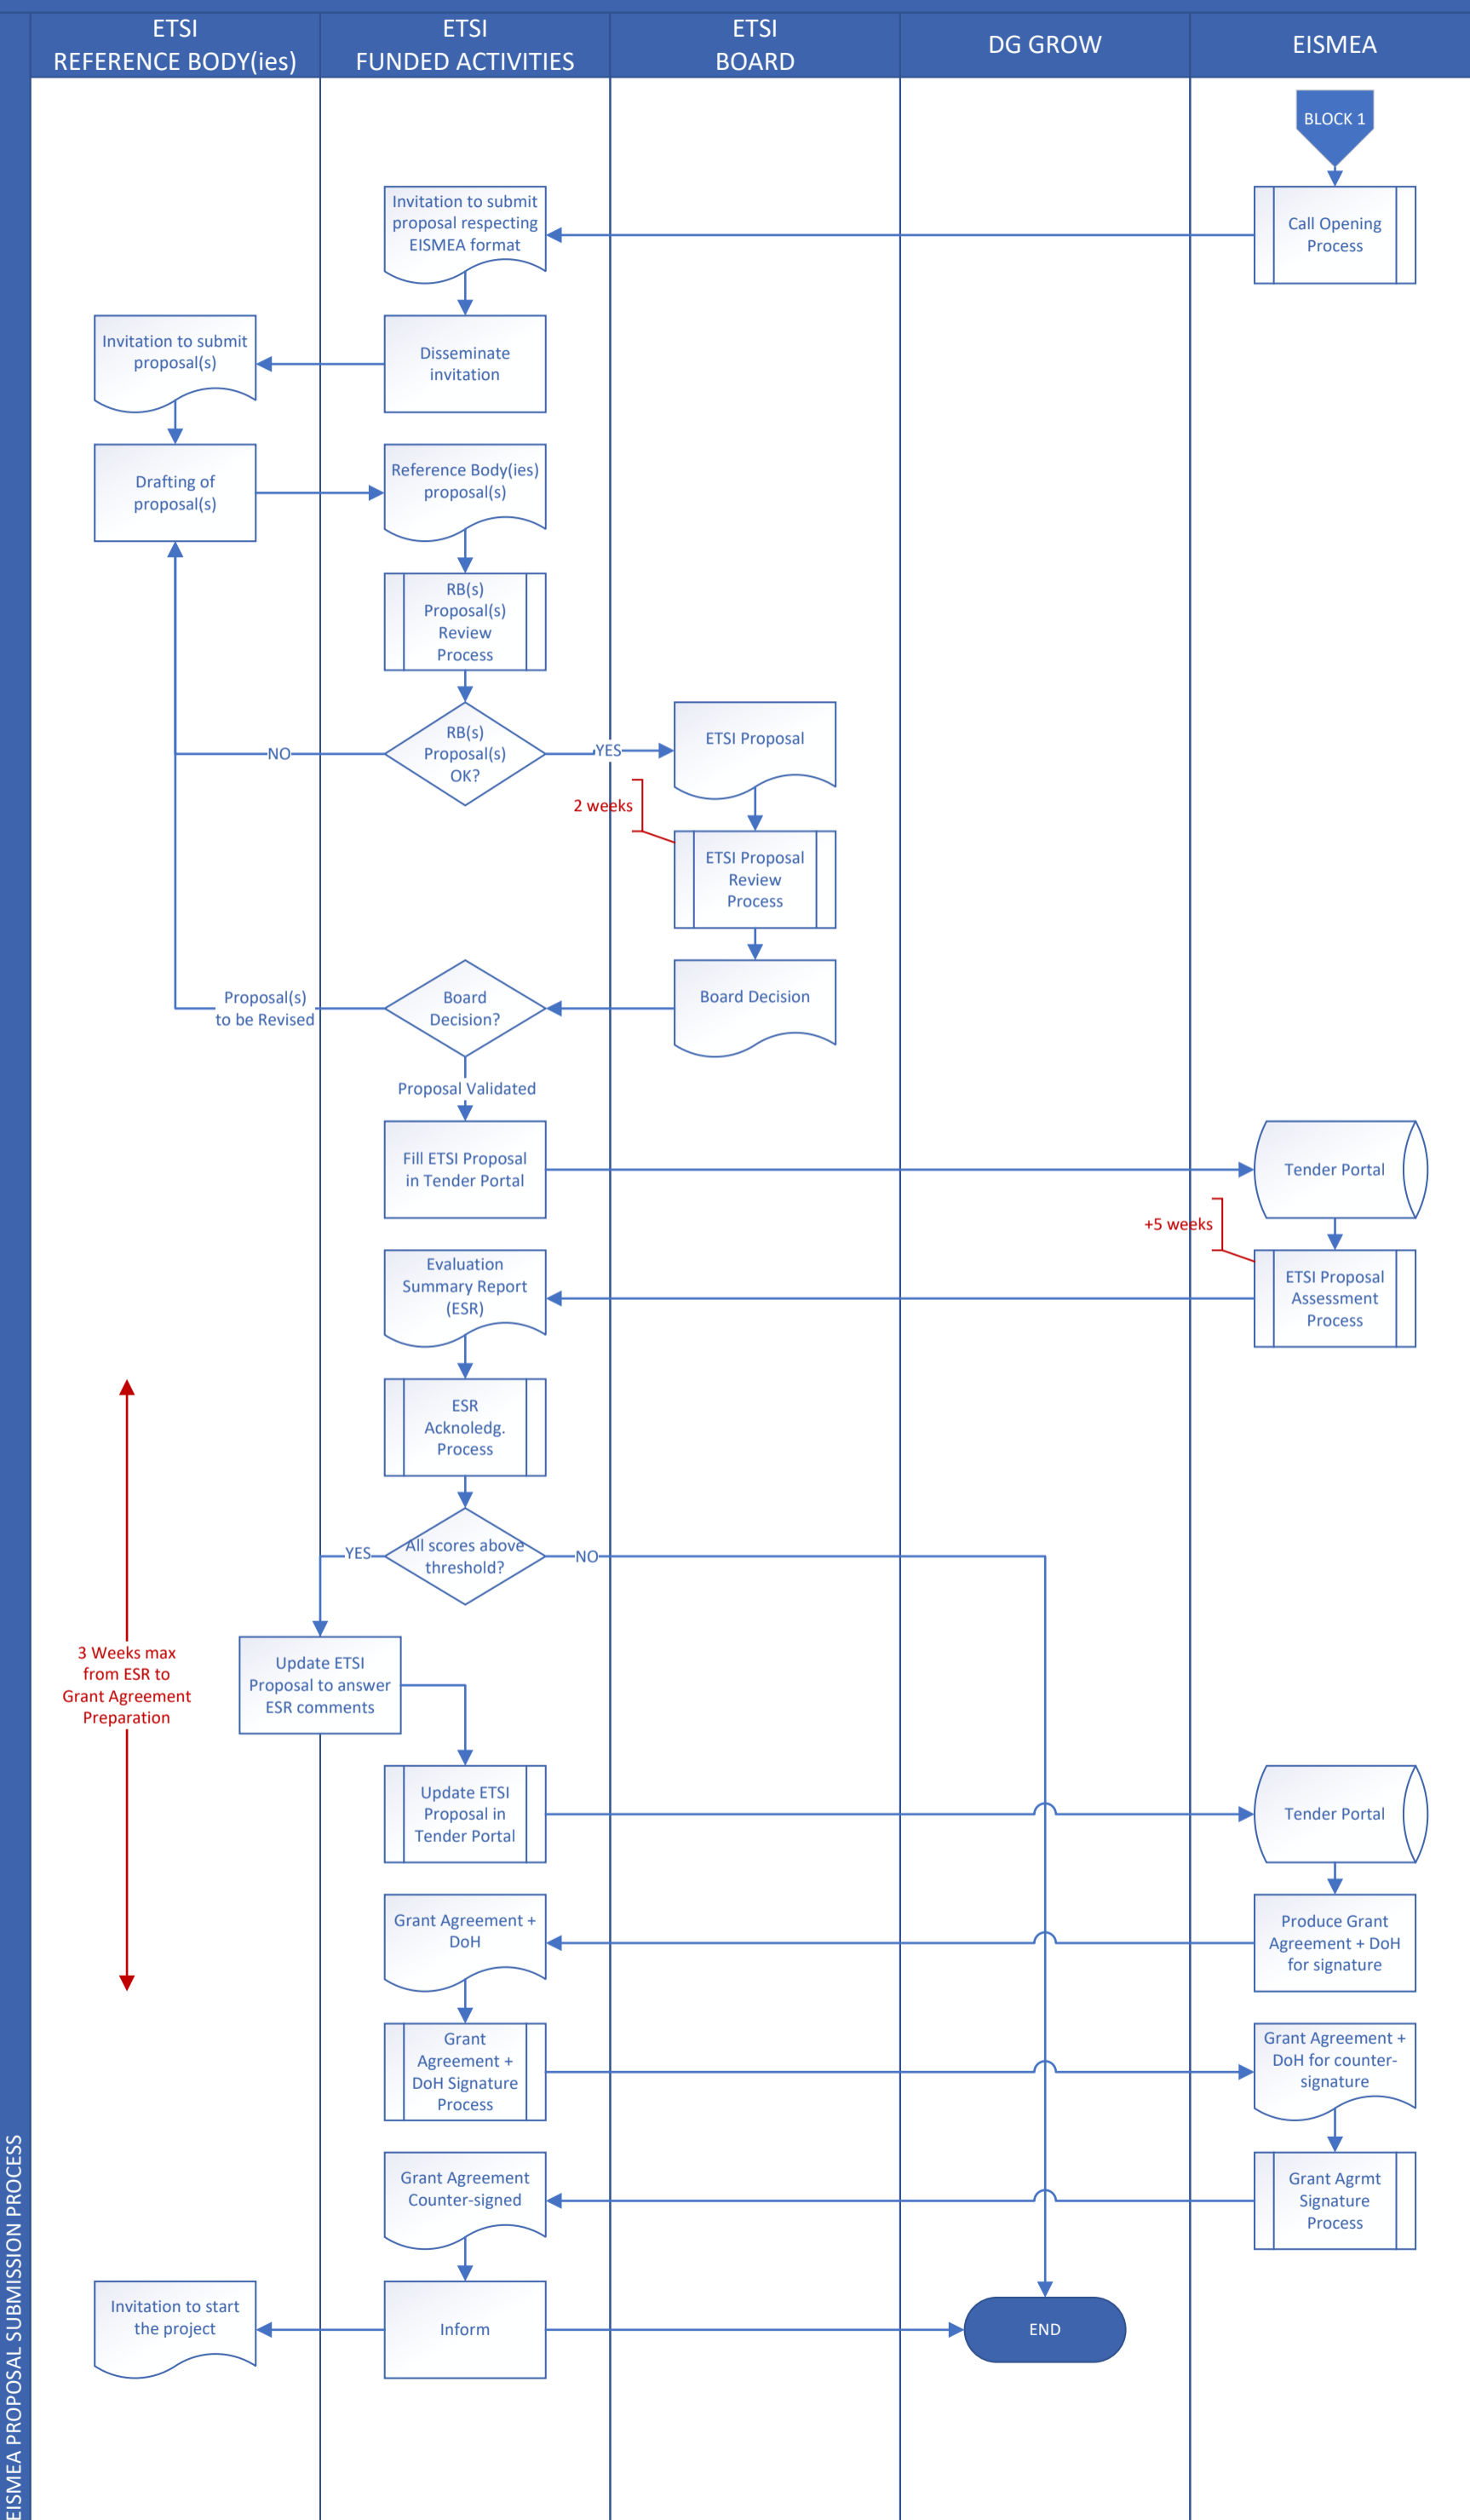 ETSI
REFERENCE BODY(ies)
ETSI
FUNDED ACTIVITIES
ETSI
BOARD
DG GROW
EISMEA
BLOCK 1
Invitation to submit
proposal respecting
EISMEA format
Call Opening
Process
Invitation to submit
proposal(s)
Disseminate
invitation
Drafting of
proposal(s)
Reference Body(ies)
proposal(s)
RB(s)
Proposal(s)
Review
Process
RB(s)
Proposal(s)
OK?
NO
YES
ETSI Proposal
2 weeks
ETSI Proposal
Review
Process
Proposal(s)
to be Revised
Board
Decision?
Board Decision
Proposal Validated
Fill ETSI Proposal
in Tender Portal
Tender Portal
+5 weeks
Evaluation
Summary Report
(ESR)
ETSI Proposal
Assessment
Process
ESR
Acknoledg.
Process
YES
All scores above
threshold?
NO
3 Weeks max
from ESR to
Grant Agreement
Preparation
Update ETSI
Proposal to answer
ESR comments
Update ETSI
Proposal in
Tender Portal
Tender Portal
Grant Agreement +
DoH
Produce Grant
Agreement + DoH
for signature
Grant
Agreement +
DoH Signature
Process
Grant Agreement +
DoH for counter-
signature
Grant Agreement
Counter-signed
Grant Agrmt
Signature
Process
Invitation to start
the project
Inform
END
EISMEA PROPOSAL SUBMISSION PROCESS